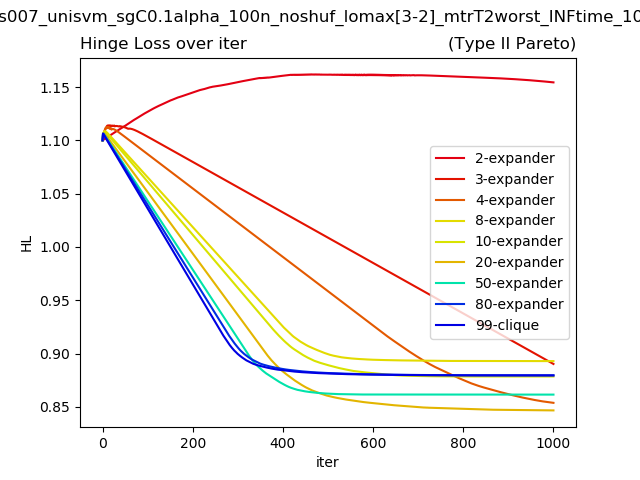 s007_unisvm_sgC0.1alpha_100n_noshuf_lomax[3-2]_mtrT2worst_INFtime_10
Hinge Loss over iter
(Type II Pareto)
1.15
1.10
1.05
1.00
0.95
0.90
0.85
HL
2-expander
3-expander
4-expander
8-expander
10-expander
20-expander
50-expander
80-expander
99-clique
0
200
400
600
800
1000
iter